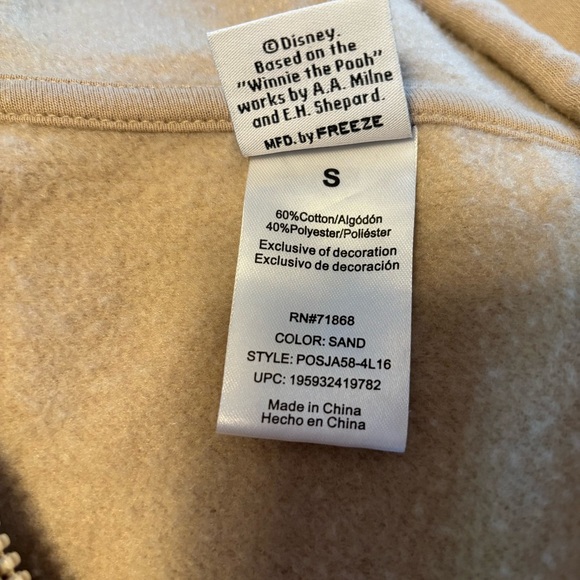 ©Disney.
Based on the
"Winnie the Pooh"
works by A.A. Milne
and E.H. Shepard.
MFD. by FREEZE
S
60%Cotton/Algódón
40%Polyester/Poliéster
Exclusive of decoration
Exclusivo de decoración
RN#71868
COLOR: SAND
STYLE: POSJA58-4L16
UPC: 195932419782
Made in China
Hecho en China